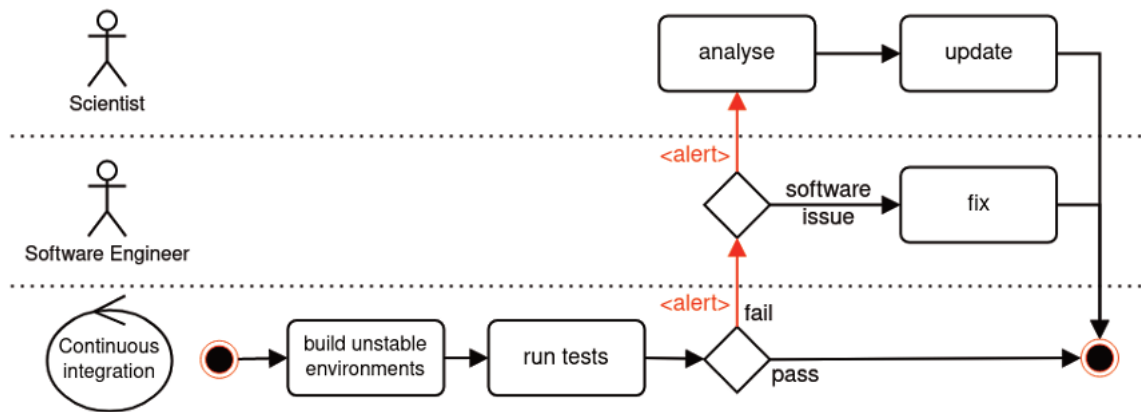 analyse
update
Scientist
<alert>
software
issue
fix
Software Engineer
<alert>
fail
Continuous
integration
build unstable
environments
run tests
pass